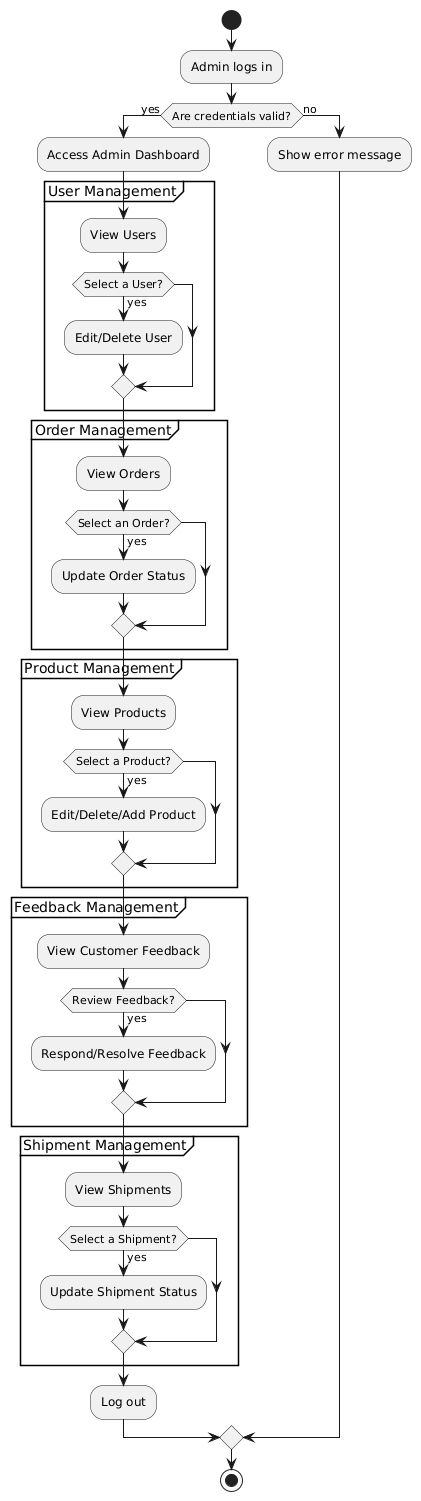 Admin logs in
yes
Are credentials valid?
no
Access Admin Dashboard
Show error message
User Management
View Users
Select a User?
yes
Edit/Delete User
Order Management
View Orders
Select an Order?
yes
Update Order Status
Product Management
View Products
Select a Product?
yes
Edit/Delete/Add Product
Feedback Management
View Customer Feedback
Review Feedback?
yes
Respond/Resolve Feedback
Shipment Management
View Shipments
Select a Shipment?
yes
Update Shipment Status
Log out